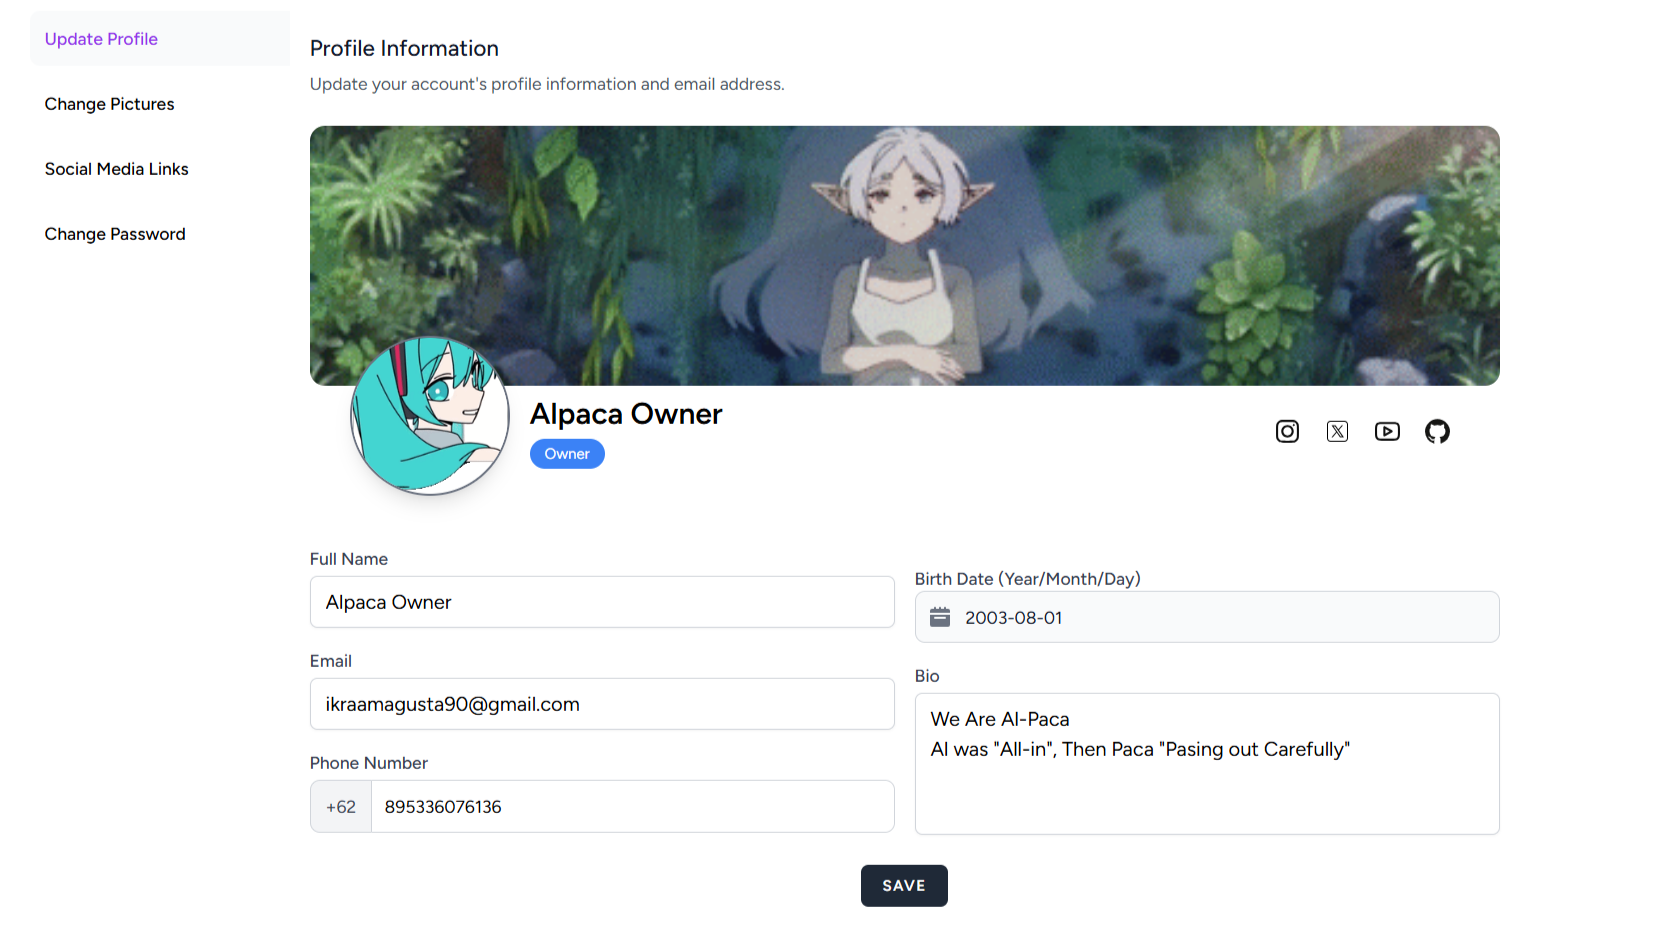 Update Profile
Change Pictures
Social Media Links
Change Password
Profile Information
Update your account's profile information and email address.
Alpaca Owner
Owner
Full Name
Alpaca Owner
Email
ikraamagusta90@gmail.com
Phone Number
+62 895336076136
Birth Date (Year/Month/Day)
2003-08-01
Bio
We Are Al-Paca
Al was "All-in", Then Paca "Pasing out Carefully"
SAVE